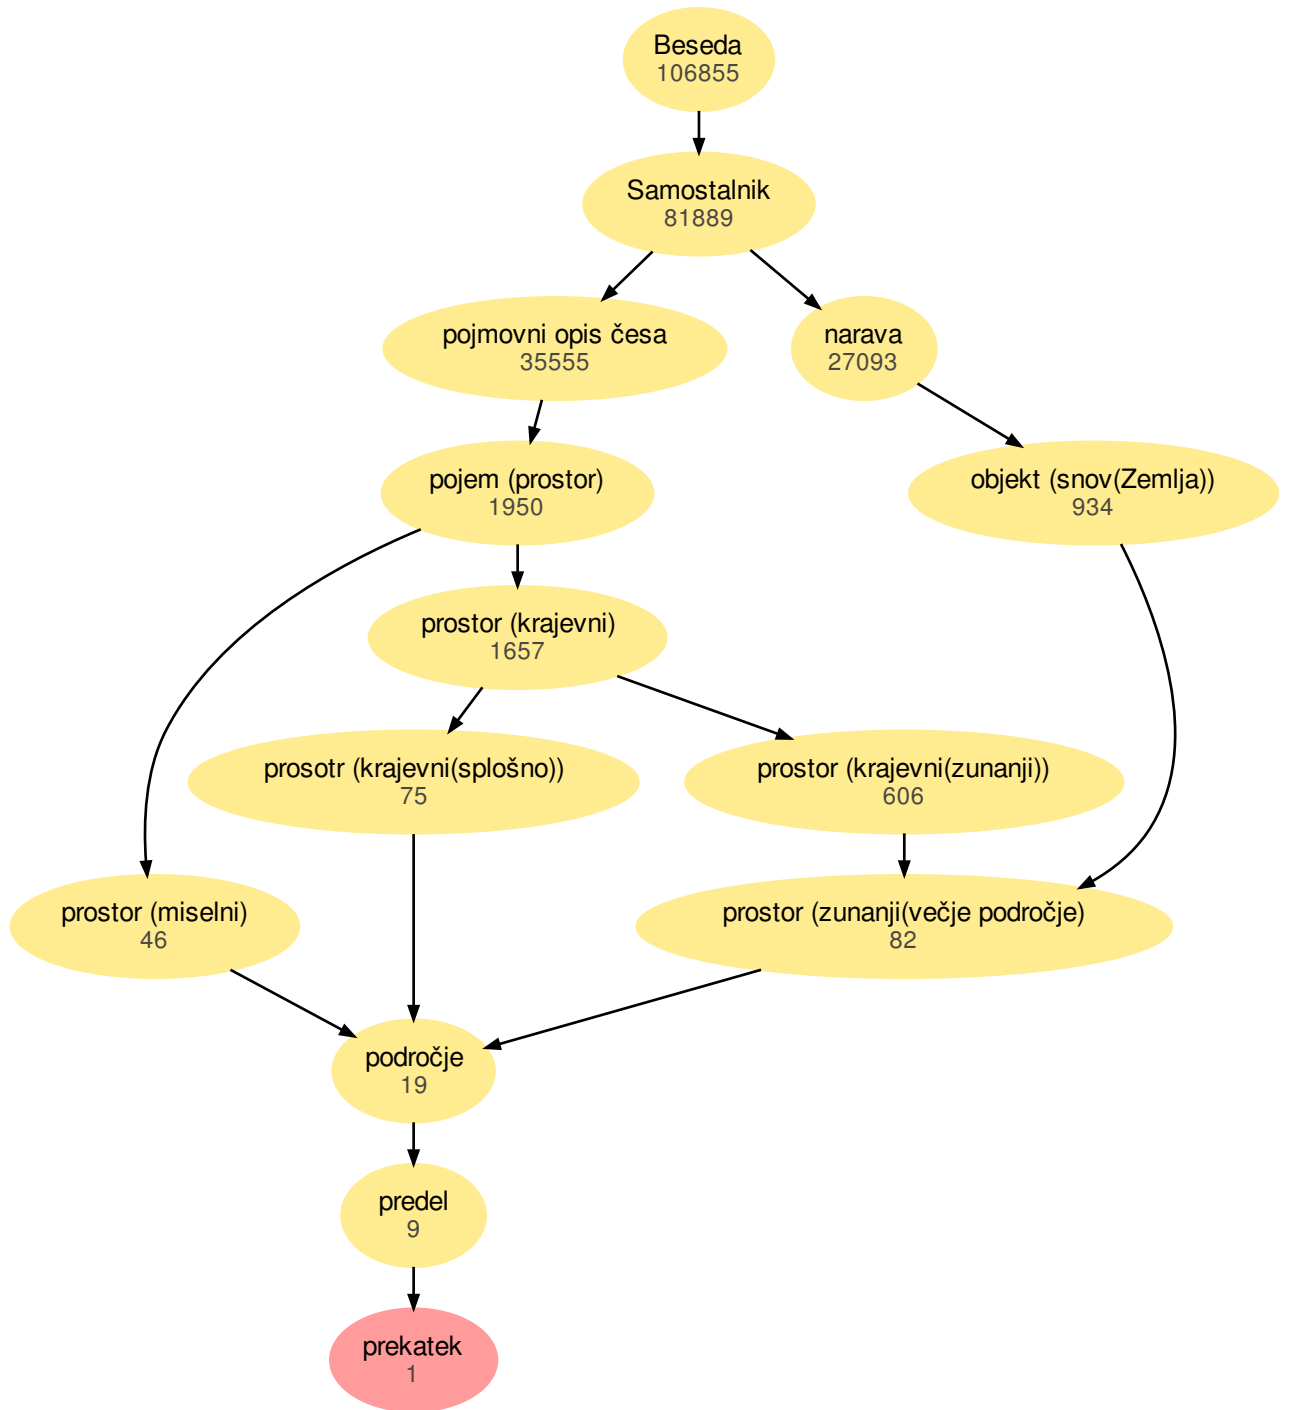 Beseda
106855
Samostalnik
81889
pojmovni opis česa
35555
narava
27093
pojem (prostor)
1950
objekt (snov(Zemlja))
934
prostor (krajevni)
1657
prosotr (krajevni(splošno))
75
prostor (krajevni(zunanji))
606
prostor (miselni)
46
prostor (zunanji(večje področje)
82
področje
19
predel
9
prekatek
1